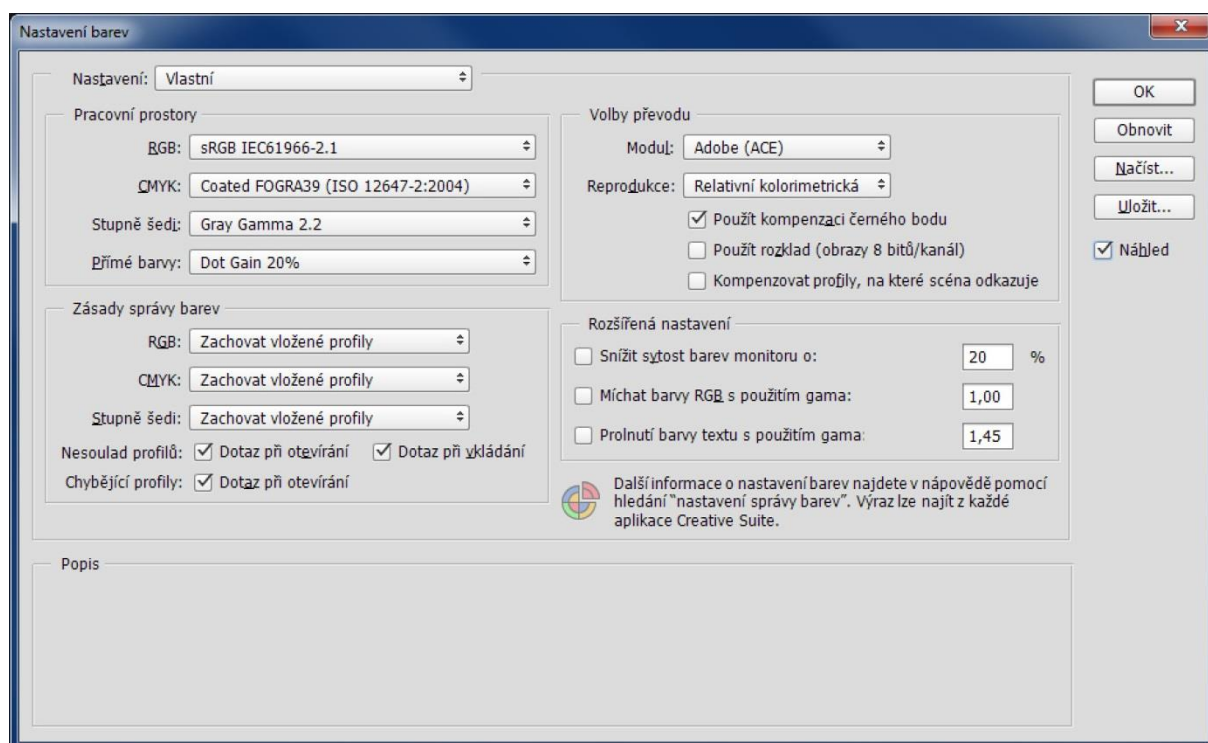 Nastavení barev
Nastavení: Vlastní
Pracovní prostory
RGB: sRGB IEC61966-2.1
CMYK: Coated FOGRA39 (ISO 12647-2:2004)
Stupně šedi: Gray Gamma 2.2
Přímé barvy: Dot Gain 20%
Zásady správy barev
RGB: Zachovat vložené profily
CMYK: Zachovat vložené profily
Stupně šedi: Zachovat vložené profily
Nesoulad profilů: Dotaz při otevírání Dotaz při vkládání
Chybějící profily: Dotaz při otevírání
Volby převodu
Modul: Adobe (ACE)
Reprodukce: Relativní kolorimetrická
Použít kompenzaci černého bodu
Použít rozklad (obrazy 8 bitů/kanál)
Kompenzovat profily, na které scéna odkazuje
Rozšířená nastavení
Snížit sytost barev monitoru o: 20 %
Míchat barvy RGB s použitím gama: 1,00
Prolnutí barvy textu s použitím gama: 1,45
Další informace o nastavení barev najdete v nápovědě pomocí
hledání "nastavení správy barev". Výraz lze najít z každé
aplikace Creative Suite.
Popis
OK
Obnovit
Načíst...
Uložit...
Náhled